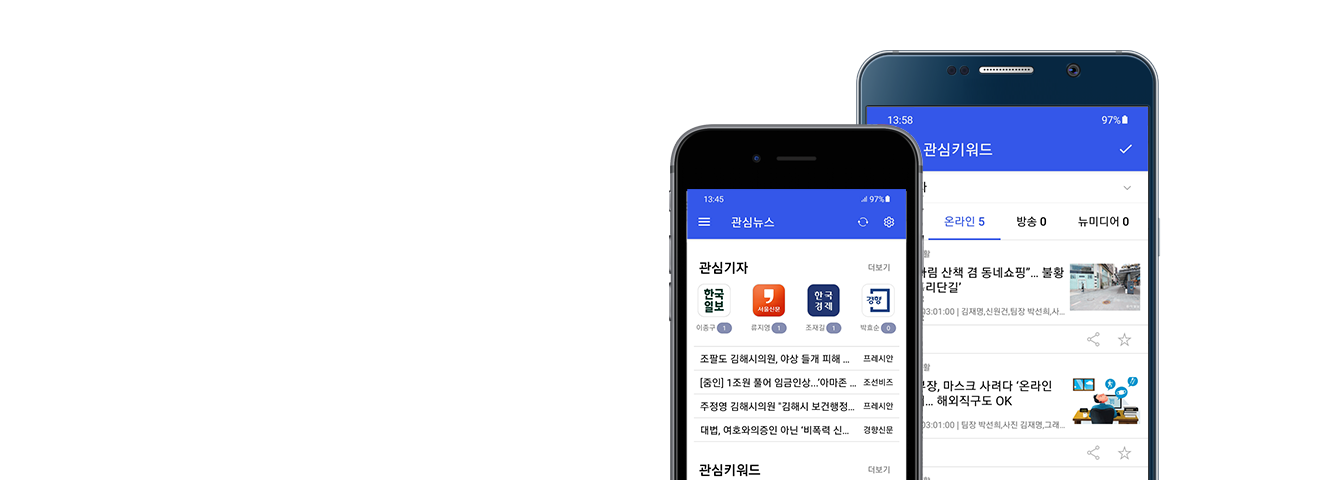 13:45
97%
관심뉴스
관심기자
더보기
한국
일보
서울신문
한국
경제
경향
이종구 1
류지영 1
조재길 1
박효순 0
조팔도 김해시의원, 야상 들개 피해 ... 프레시안
[줌인] 1조원 풀어 임금인상...‘아마존 ... 조선비즈
주정영 김해시의원 "김해시 보건행정... 프레시안
대법, 여호와의증인 아닌 ‘비폭력 신... 경향신문
관심키워드
더보기
13:58
97%
관심키워드
온라인 5
방송 0
뉴미디어 0
산책 겸 동네쇼핑”... 불황
리단길’
03:01:00 | 김재명,신원건,팀장 박선희,사...
마스크 사려다 ‘온라인
... 해외직구도 OK
03:01:00 | 팀장 박선희,사진 김재명,그래...